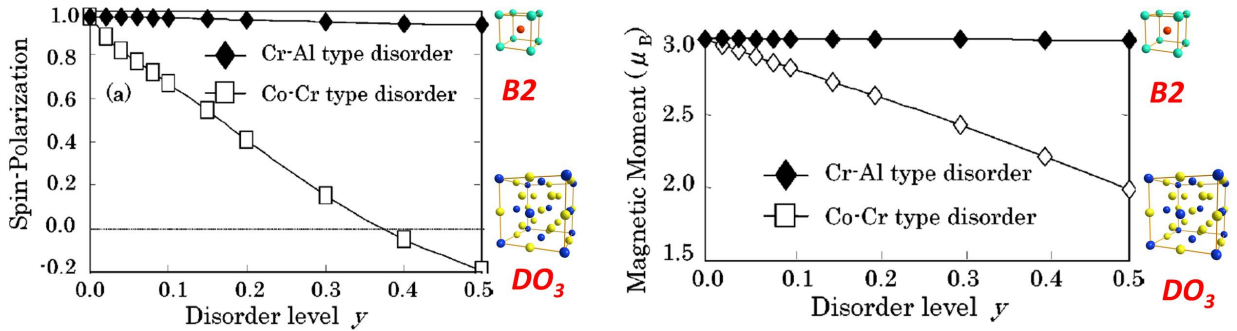 Spin-Polarization
1.0
0.8
0.6
0.4
0.2
0.0
-0.2
Cr-Al type disorder
Co-Cr type disorder
(a)
0.0 0.1 0.2 0.3 0.4 0.5
Disorder level y
B2
DO3
Magnetic Moment (μB)
3.0
2.5
2.0
1.5
Cr-Al type disorder
Co-Cr type disorder
0.0 0.1 0.2 0.3 0.4 0.5
Disorder level y
B2
DO3